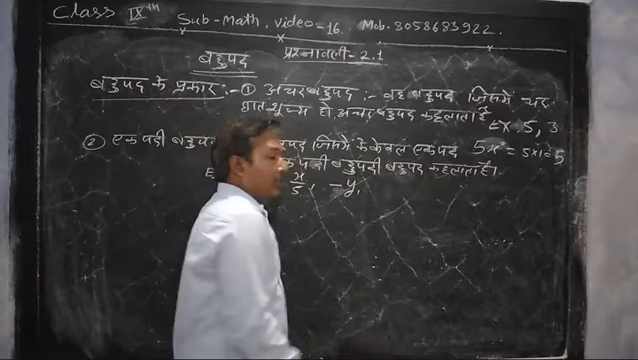 Class IXth Sub-Math, video-16. Mob-8058683922.
प्रश्नावली-2.1
बहुपद
बहुपद के प्रकार:- ① अचर बहुपद :- वह बहुपद जिसमें चर
घात शून्य हो अचर बहुपद कहलाता है
Ex 5, 3
② एक पदी जिसमें केवल एक पद 5x° = 5x1=5
पदी बहुपदी बहुपद कहलाता है।
x/5, -y,